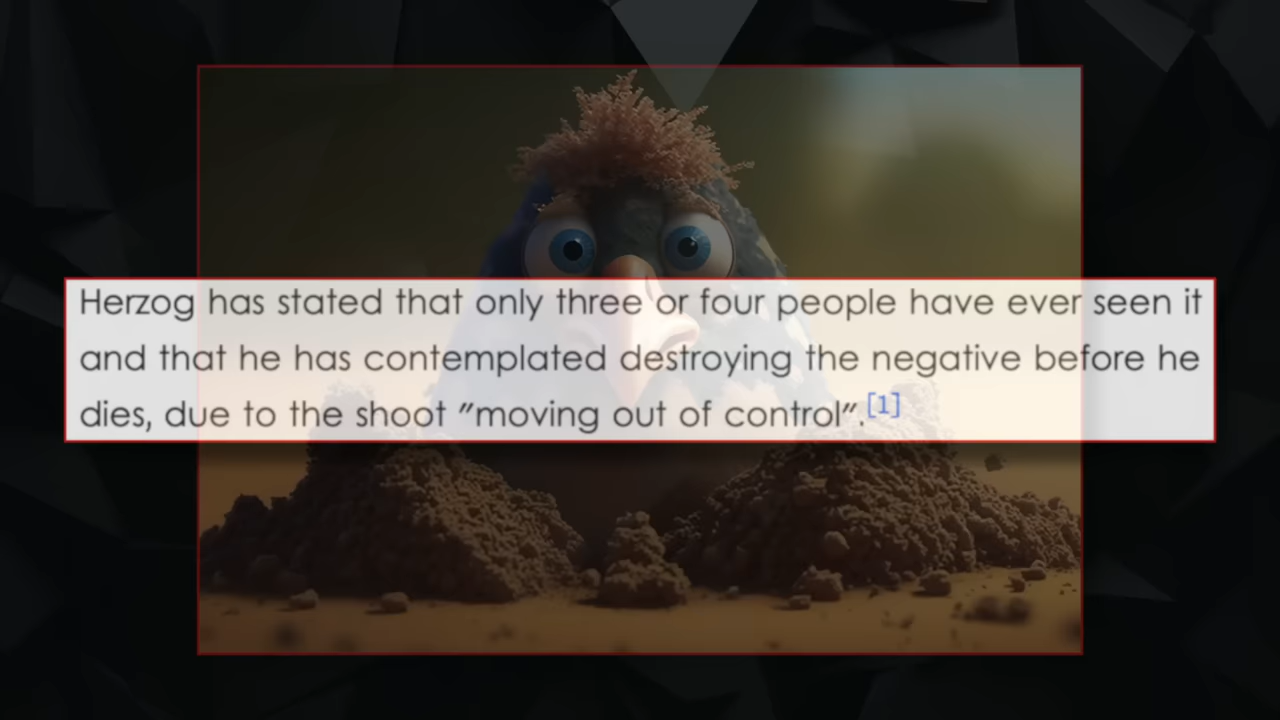 Herzog has stated that only three or four people have ever seen it
and that he has contemplated destroying the negative before he
dies, due to the shoot "moving out of control".[1]